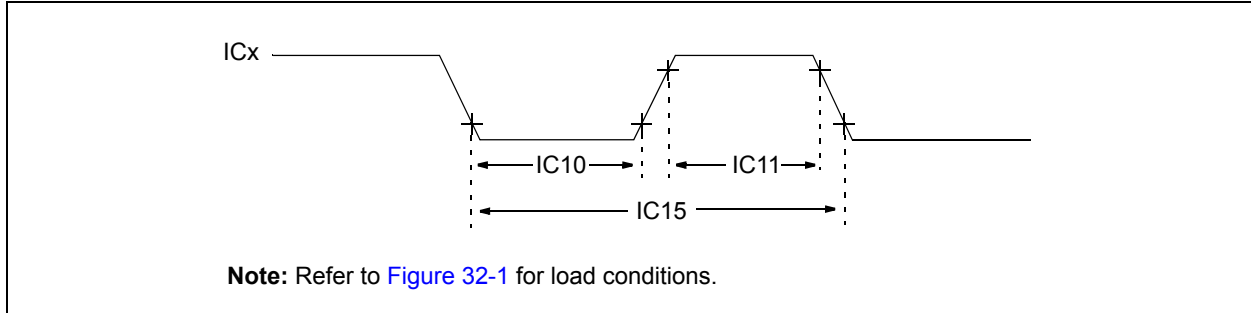 ICx
IC10
IC11
IC15
Note: Refer to Figure 32-1 for load conditions.